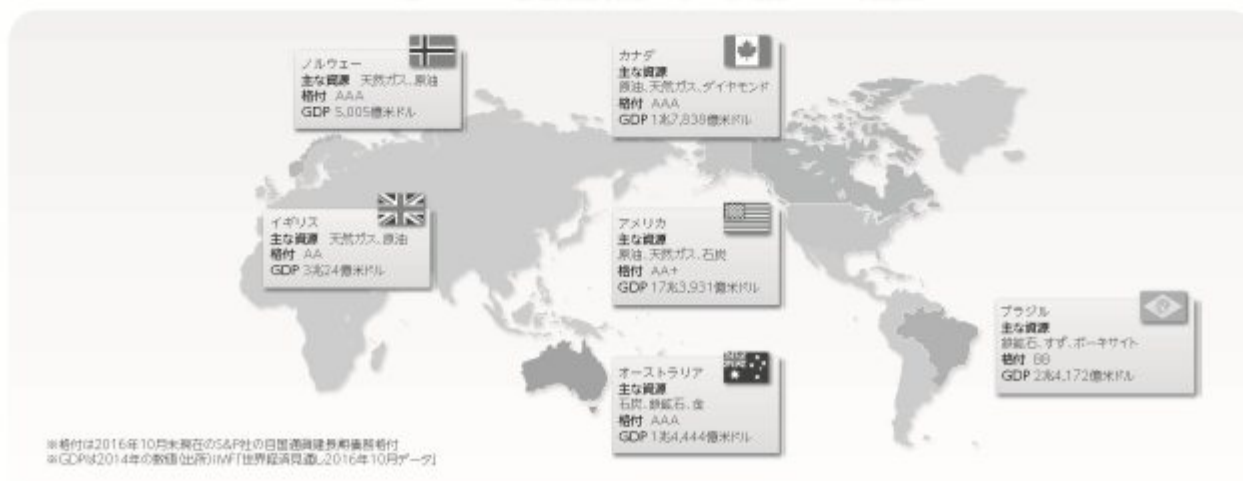 ノルウェー
主な資源 天然ガス、原油
格付 AAA
GDP 5,005億米ドル
カナダ
主な資源
原油、天然ガス、ダイヤモンド
格付 AAA
GDP 1兆7,838億米ドル
イギリス
主な資源 天然ガス、原油
格付 AA
GDP 3兆24億米ドル
アメリカ
主な資源
原油、天然ガス、石炭
格付 AA+
GDP 17兆3,931億米ドル
ブラジル
主な資源
鉄鉱石、すず、ボーキサイト
格付 BB
GDP 2兆4,172億米ドル
オーストラリア
主な資源
石炭、鉄鉱石、金
格付 AAA
GDP 1兆4,444億米ドル
※格付は2016年10月末現在のS&P社の自国通貨建長期債務格付
※GDPは2014年の数値(出所)IMF「世界経済見通し2016年10月データ」